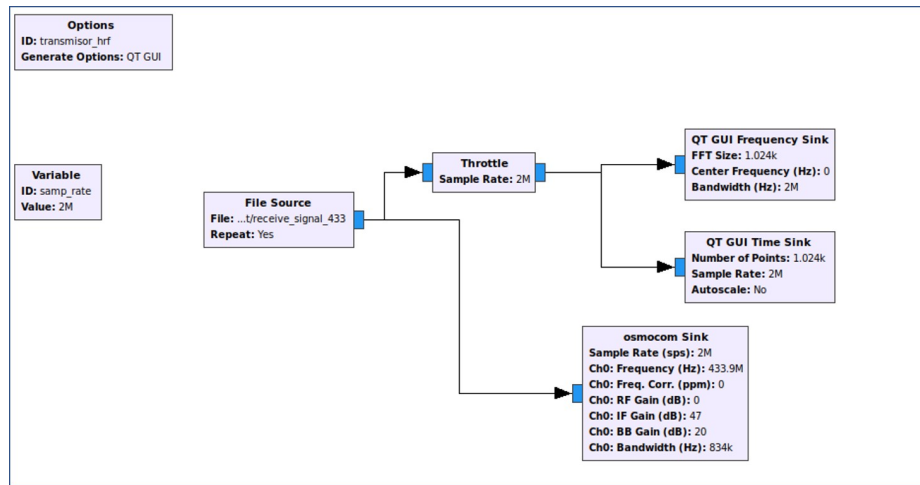 Options
ID: transmisor_hrf
Generate Options: QT GUI
Variable
ID: samp_rate
Value: 2M
File Source
File: ...t/receive_signal_433
Repeat: Yes
Throttle
Sample Rate: 2M
QT GUI Frequency Sink
FFT Size: 1.024k
Center Frequency (Hz): 0
Bandwidth (Hz): 2M
QT GUI Time Sink
Number of Points: 1.024k
Sample Rate: 2M
Autoscale: No
osmocom Sink
Sample Rate (sps): 2M
Ch0: Frequency (Hz): 433.9M
Ch0: Freq. Corr. (ppm): 0
Ch0: RF Gain (dB): 0
Ch0: IF Gain (dB): 47
Ch0: BB Gain (dB): 20
Ch0: Bandwidth (Hz): 834k